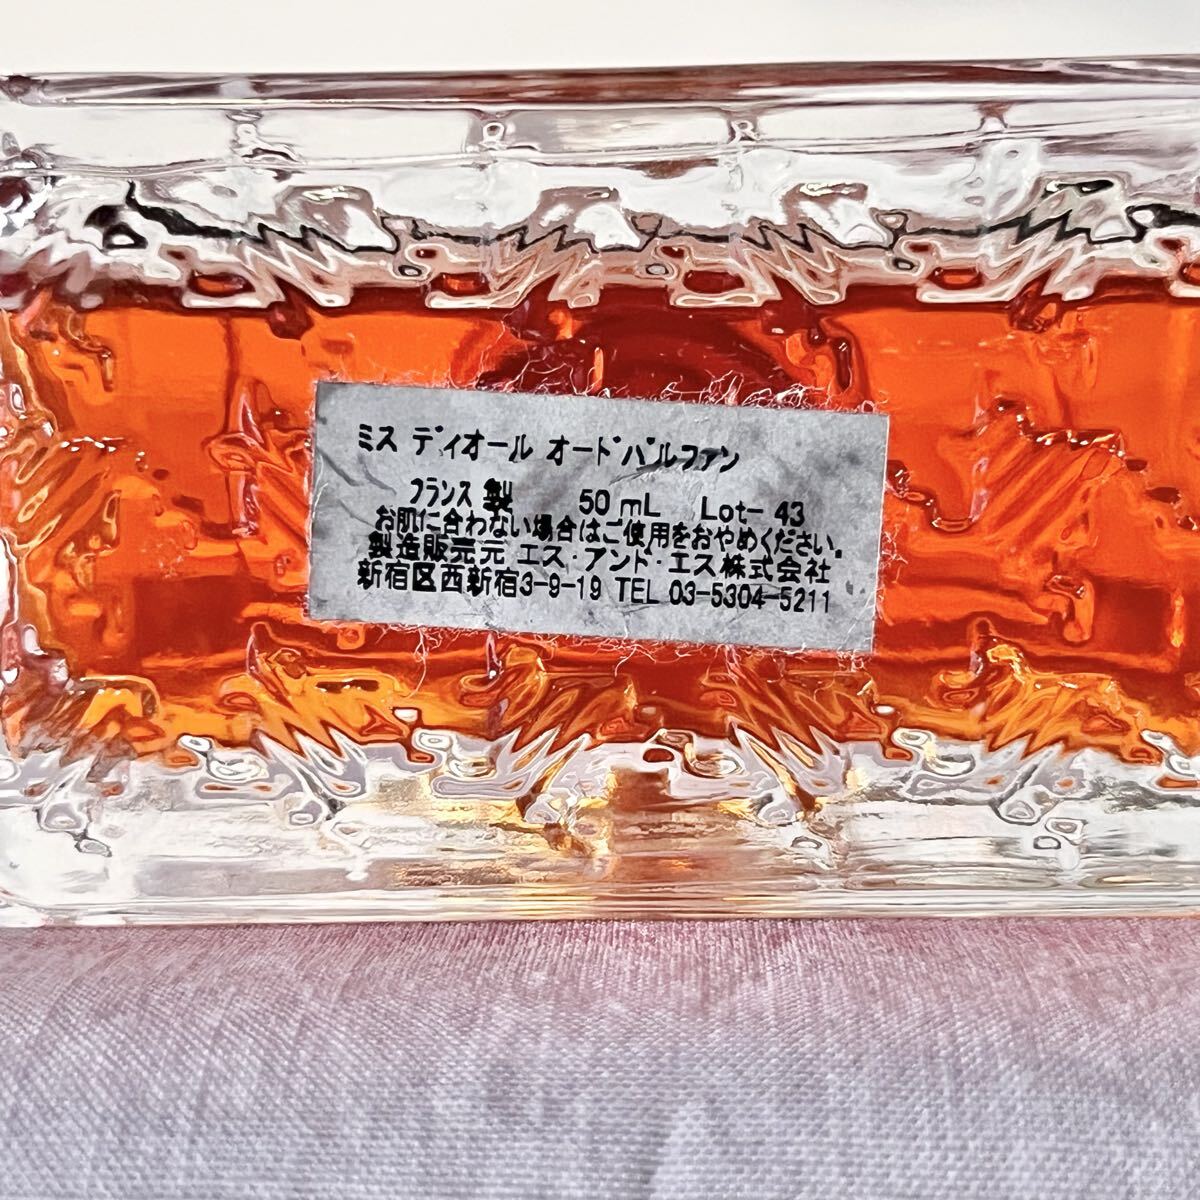 ミス ディオール オードパルファン
フランス 製 50 mL Lot- 43
お肌に合わない場合はご使用をおやめください。
製造販売元 エス・アンド・エス株式会社
新宿区西新宿3-9-19 TEL 03-5304-5211